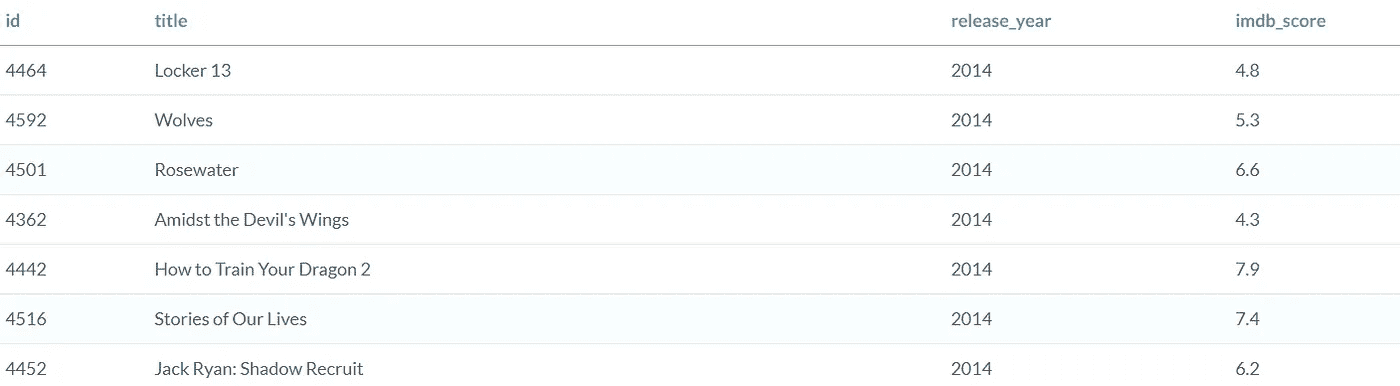 id title release_year imdb_score
4464 Locker 13 2014 4.8
4592 Wolves 2014 5.3
4501 Rosewater 2014 6.6
4362 Amidst the Devil's Wings 2014 4.3
4442 How to Train Your Dragon 2 2014 7.9
4516 Stories of Our Lives 2014 7.4
4452 Jack Ryan: Shadow Recruit 2014 6.2